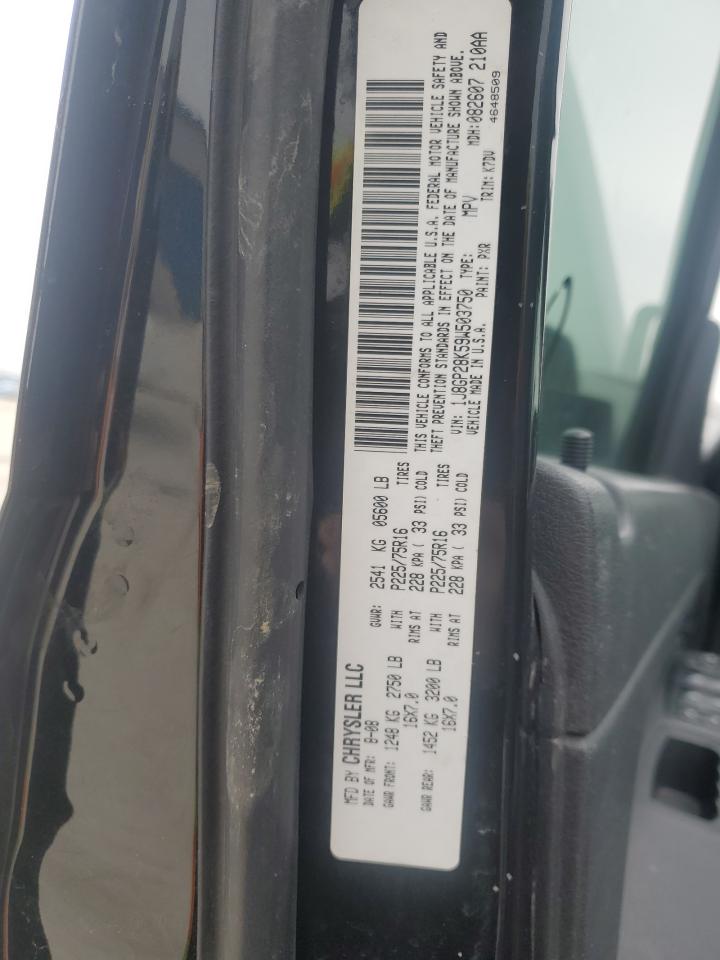 MFD BY CHRYSLER LLC
DATE OF MFR: 8-08 GVWR: 2541 KG 05600 LB
GAWR FRONT: 1248 KG 2750 LB WITH P225/75R16 TIRES
16X7.0 RIMS AT 228 KPA ( 33 PSI) COLD
GAWR REAR: 1452 KG 3200 LB WITH P225/75R16 TIRES
16X7.0 RIMS AT 228 KPA ( 33 PSI) COLD
THIS VEHICLE CONFORMS TO ALL APPLICABLE U.S.A. FEDERAL MOTOR VEHICLE SAFETY AND
THEFT PREVENTION STANDARDS IN EFFECT ON THE DATE OF MANUFACTURE SHOWN ABOVE.
VIN: 1J8GP28K59W503750 TYPE: MPV MDH:082607 210AA
VEHICLE MADE IN U.S.A. PAINT: PXR TRIM: K7DV 4648509